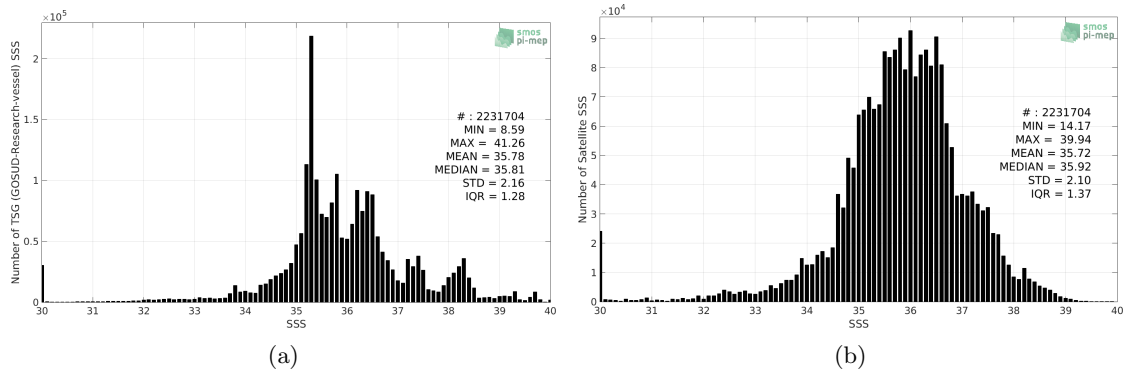 ×10⁵
smos
pi-mep
Number of TSG (GOSUD-Research-vessel) SSS
2
1.5
1
0.5
0
# : 2231704
MIN = 8.59
MAX = 41.26
MEAN = 35.78
MEDIAN = 35.81
STD = 2.16
IQR = 1.28
30 31 32 33 34 35 36 37 38 39 40
SSS
(a)
×10⁴
smos
pi-mep
Number of Satellite SSS
9
8
7
6
5
4
3
2
1
0
# : 2231704
MIN = 14.17
MAX = 39.94
MEAN = 35.72
MEDIAN = 35.92
STD = 2.10
IQR = 1.37
30 31 32 33 34 35 36 37 38 39 40
SSS
(b)